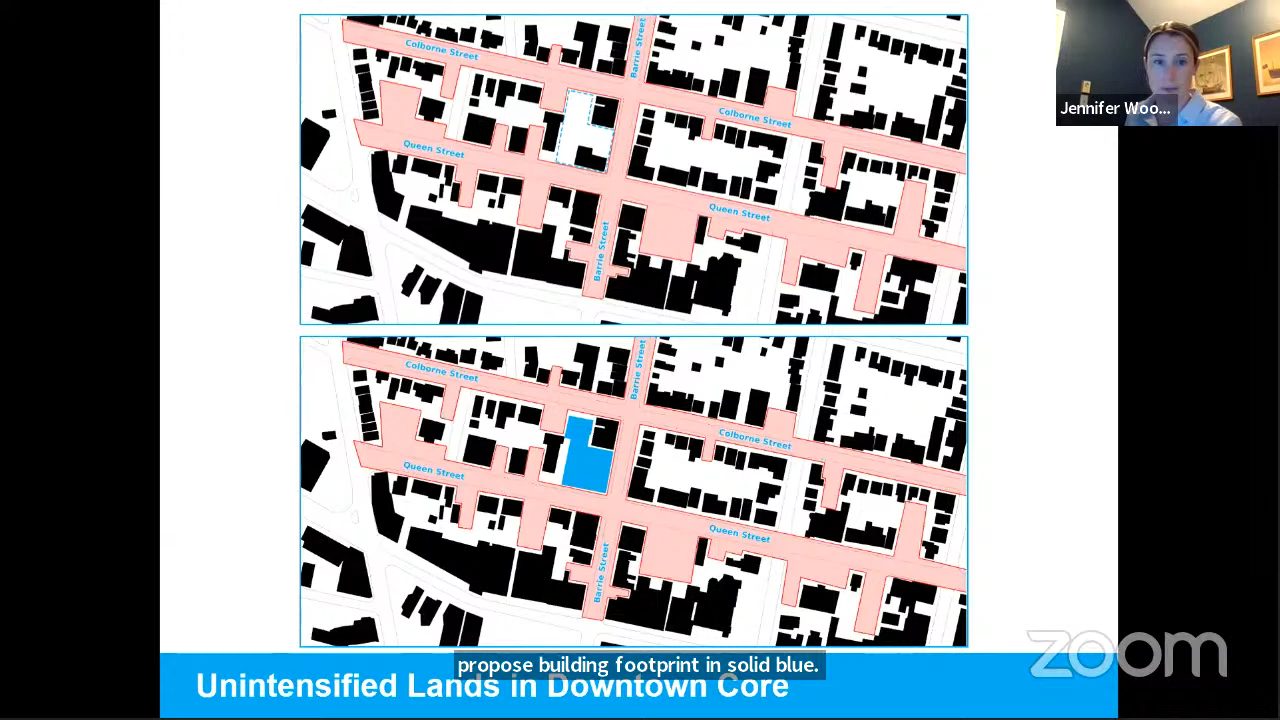 Colborne Street
Barrie Street
Colborne Street
Queen Street
Queen Street
Barrie Street
Jennifer Woo...
Colborne Street
Barrie Street
Colborne Street
Queen Street
Queen Street
Barrie Street
zoom
propose building footprint in solid blue.
Unintensified Lands in Downtown Core